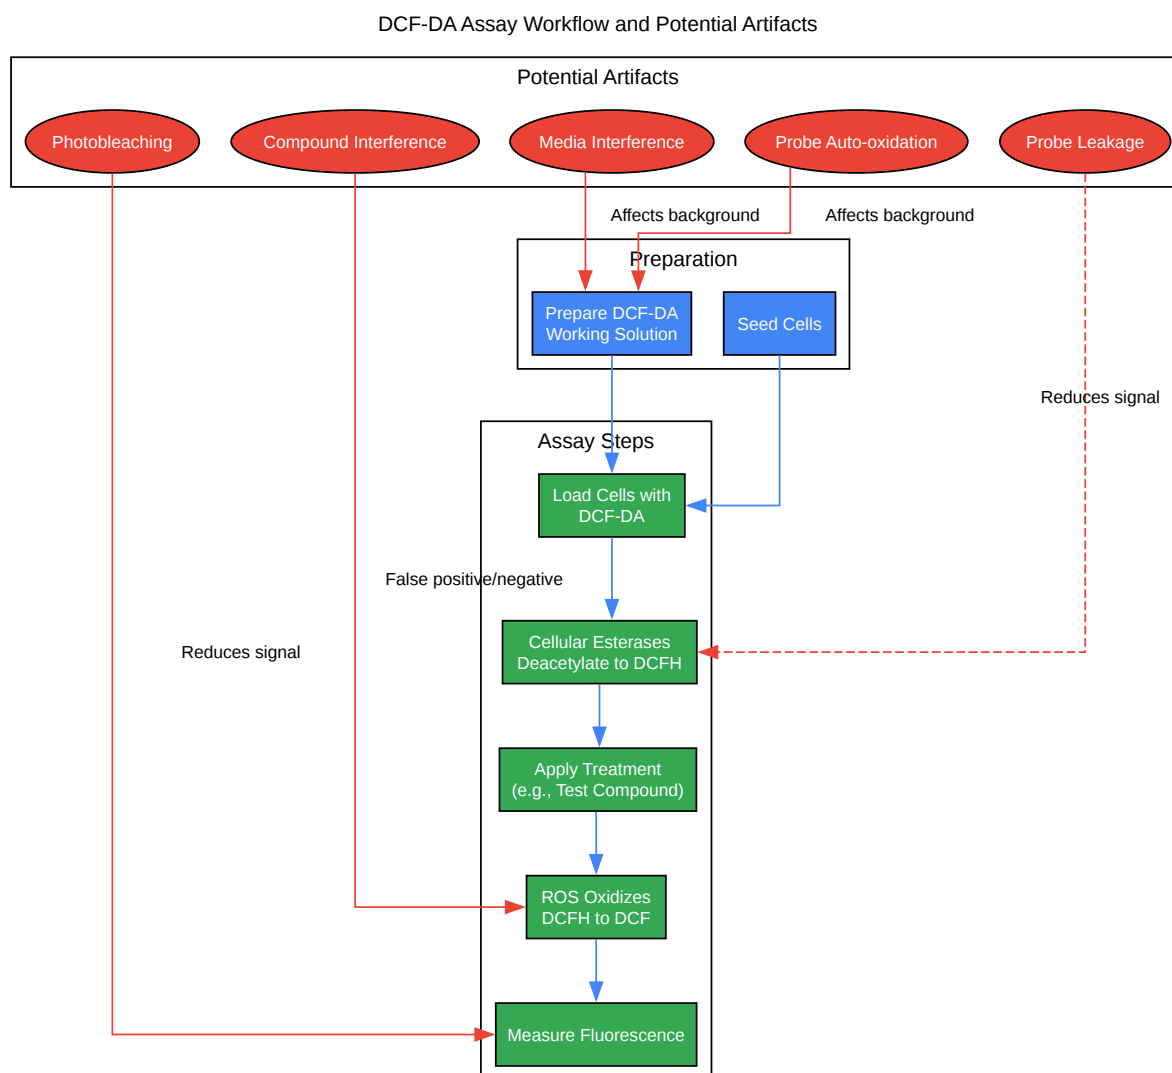 DCF-DA Assay Workflow and Potential Artifacts
Potential Artifacts
Photobleaching
Compound Interference
Media Interference
Probe Auto-oxidation
Probe Leakage
Affects background
Affects background
Preparation
Prepare DCF-DA
Working Solution
Seed Cells
Reduces signal
Assay Steps
Load Cells with
DCF-DA
False positive/negative
Cellular Esterases
Deacetylate to DCFH
Reduces signal
Apply Treatment
(e.g., Test Compound)
ROS Oxidizes
DCFH to DCF
Measure Fluorescence